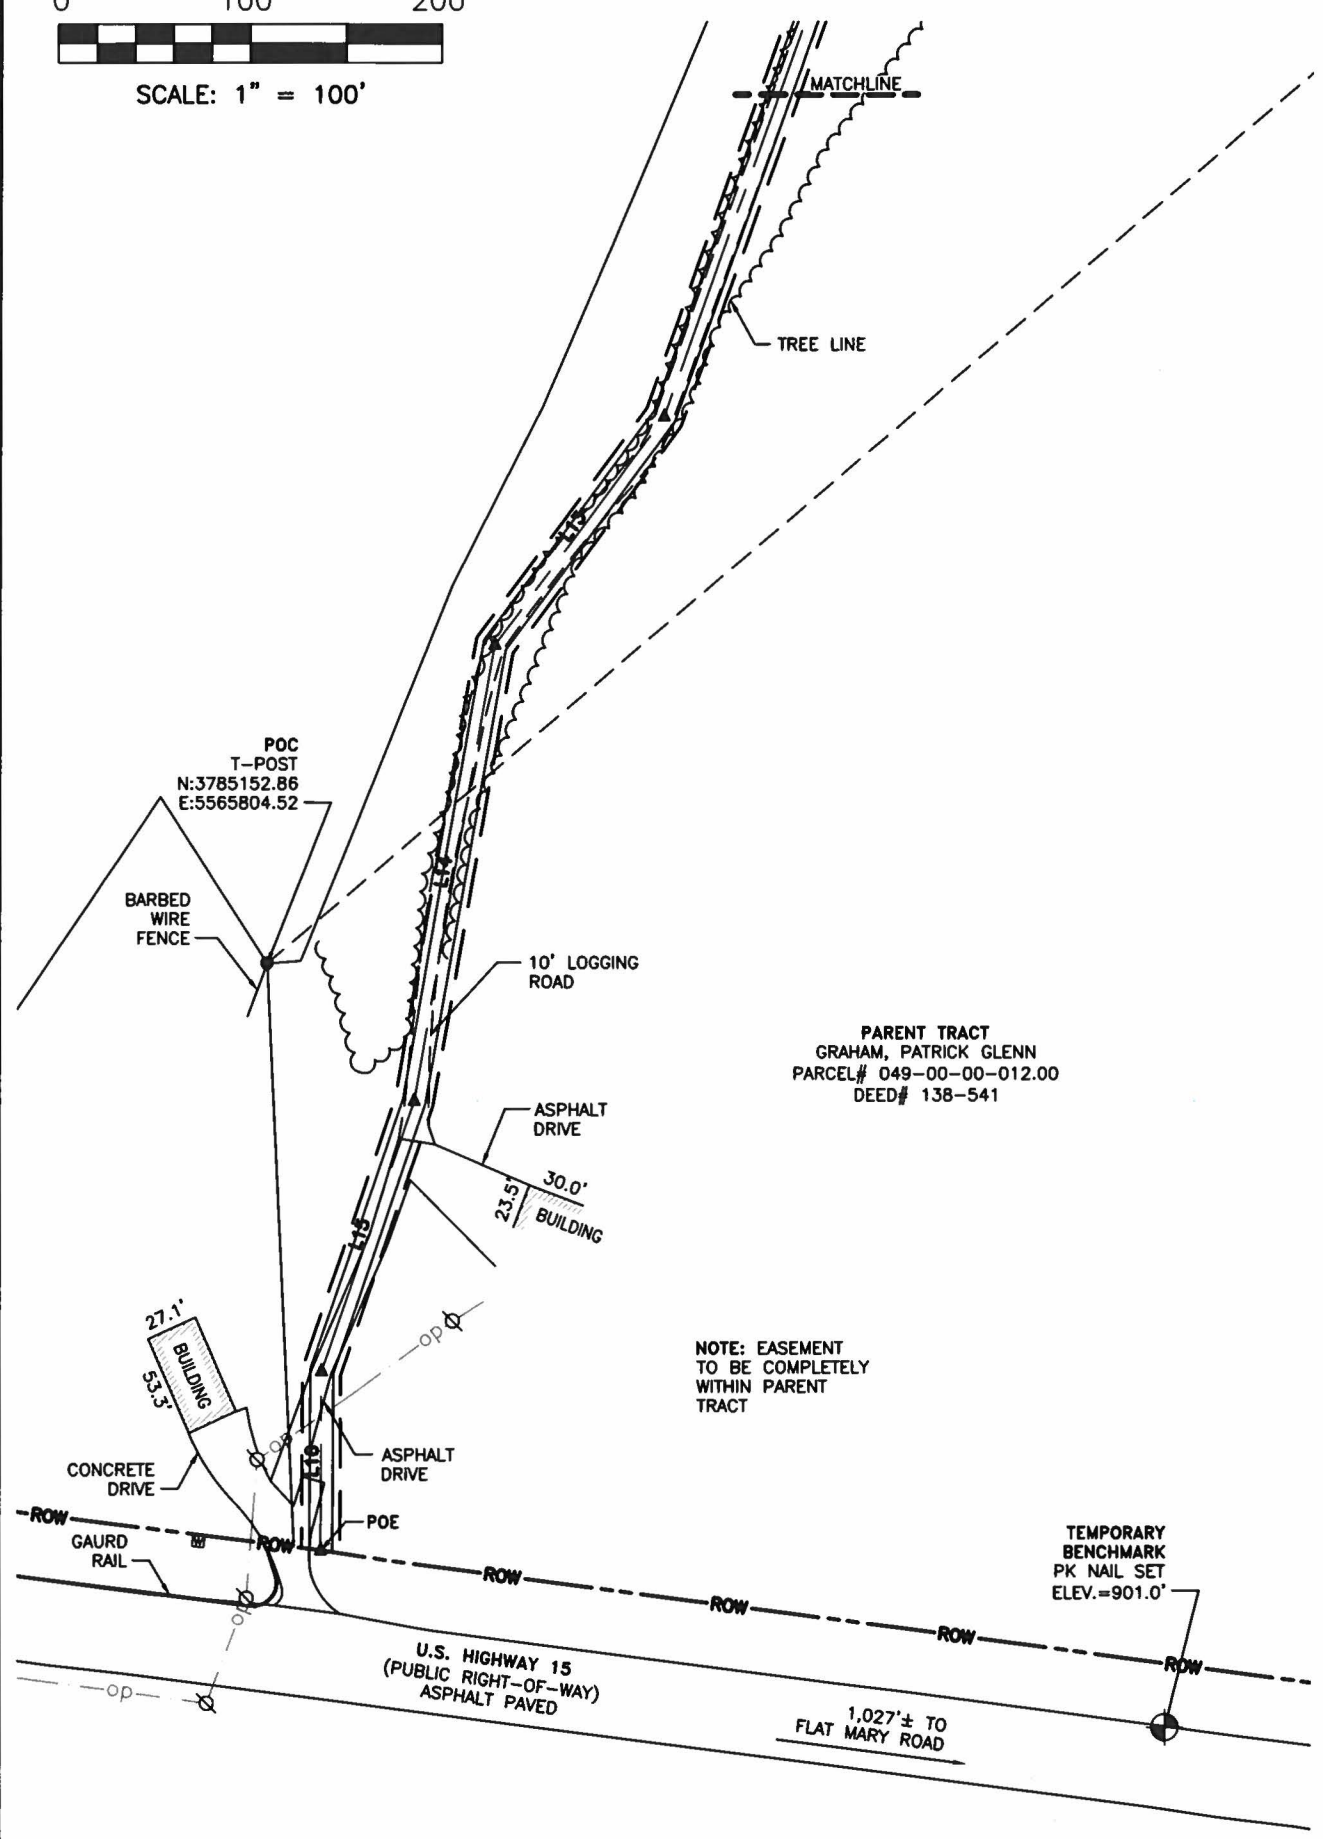 0 100 200
SCALE: 1" = 100'
MATCHLINE
TREE LINE
L13
POC
T-POST
N:3785152.86
E:5565804.52
BARBED
WIRE
FENCE
L14
10' LOGGING
ROAD
PARENT TRACT
GRAHAM, PATRICK GLENN
PARCEL# 049-00-00-012.00
DEED# 138-541
ASPHALT
DRIVE
30.0'
23.5'
BUILDING
L15
27.1'
BUILDING
53.3'
op
NOTE: EASEMENT
TO BE COMPLETELY
WITHIN PARENT
TRACT
op
L16
ASPHALT
DRIVE
CONCRETE
DRIVE
POE
ROW
GAURD
RAIL
W
ROW
ROW
ROW
ROW
ROW
TEMPORARY
BENCHMARK
PK NAIL SET
ELEV.=901.0'
op
op
U.S. HIGHWAY 15
(PUBLIC RIGHT-OF-WAY)
ASPHALT PAVED
1,027'± TO
FLAT MARY ROAD